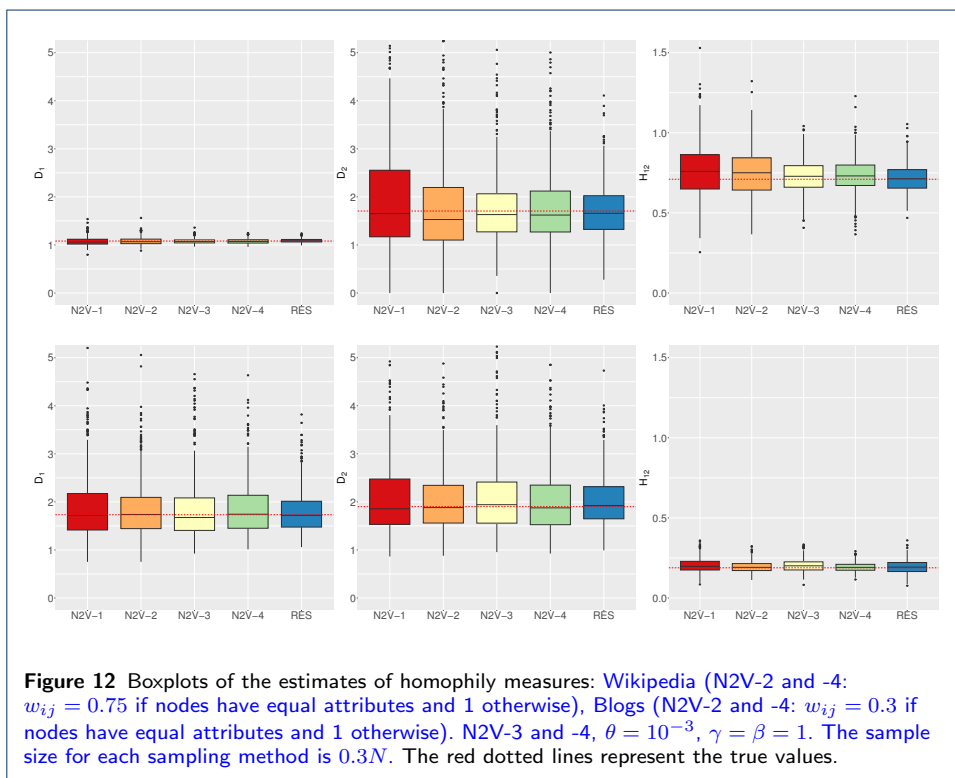 5
4
3
2
1
0
D1
N2V−1 N2V−2 N2V−3 N2V−4 RES
5
4
3
2
1
0
D2
N2V−1 N2V−2 N2V−3 N2V−4 RES
1.5
1.0
0.5
0.0
H12
N2V−1 N2V−2 N2V−3 N2V−4 RES
5
4
3
2
1
0
D1
N2V−1 N2V−2 N2V−3 N2V−4 RES
5
4
3
2
1
0
D2
N2V−1 N2V−2 N2V−3 N2V−4 RES
1.5
1.0
0.5
0.0
H12
N2V−1 N2V−2 N2V−3 N2V−4 RES
Figure 12 Boxplots of the estimates of homophily measures: Wikipedia (N2V-2 and -4:
w_ij = 0.75 if nodes have equal attributes and 1 otherwise), Blogs (N2V-2 and -4: w_ij = 0.3 if
nodes have equal attributes and 1 otherwise). N2V-3 and -4, θ = 10⁻³, γ = β = 1. The sample
size for each sampling method is 0.3N. The red dotted lines represent the true values.